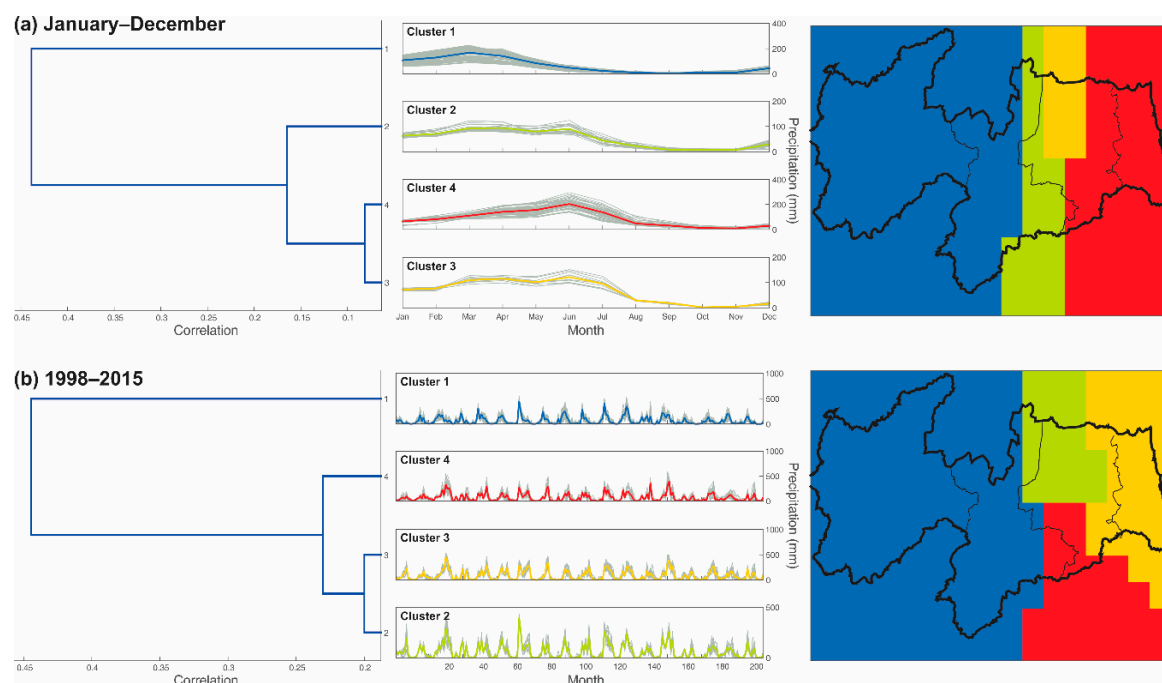 (a) January–December
Cluster 1
400
200
0
1
Cluster 2
200
100
0
2
Cluster 4
400
200
0
4
Cluster 3
200
100
0
3
Precipitation (mm)
0.45 0.4 0.35 0.3 0.25 0.2 0.15 0.1
Correlation
Jan Feb Mar Apr May Jun Jul Aug Sep Oct Nov Dec
Month
(b) 1998–2015
Cluster 1
1000
500
0
1
Cluster 4
1000
500
0
4
Cluster 3
1000
500
0
3
Cluster 2
500
0
2
Precipitation (mm)
0.45 0.4 0.35 0.3 0.25 0.2
Correlation
20 40 60 80 100 120 140 160 180 200
Month